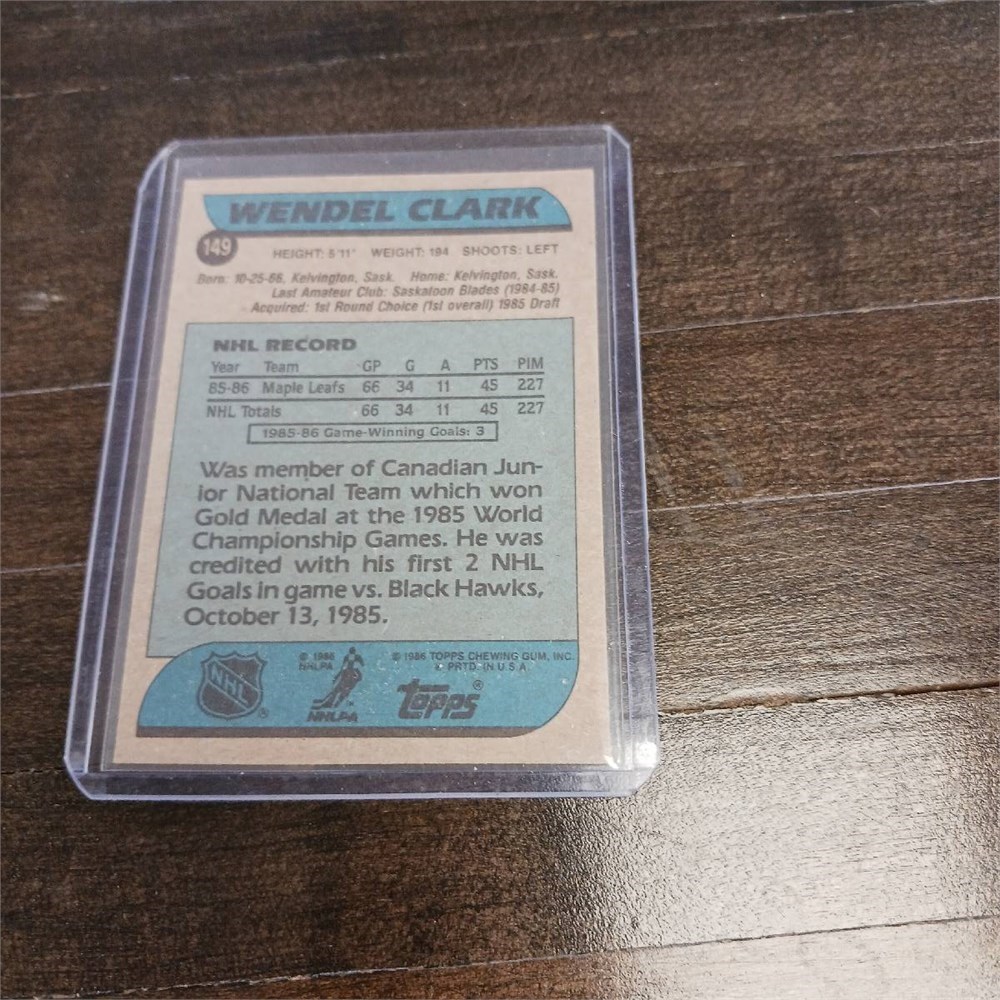 WENDEL CLARK
149
HEIGHT: 5'11" WEIGHT: 194 SHOOTS: LEFT
Born: 10-25-66, Kelvington, Sask. Home: Kelvington, Sask.
Last Amateur Club: Saskatoon Blades (1984-85)
Acquired: 1st Round Choice (1st overall) 1985 Draft
NHL RECORD
Year Team GP G A PTS PIM
85-86 Maple Leafs 66 34 11 45 227
NHL Totals 66 34 11 45 227
1985-86 Game-Winning Goals: 3
Was member of Canadian Jun-
ior National Team which won
Gold Medal at the 1985 World
Championship Games. He was
credited with his first 2 NHL
Goals in game vs. Black Hawks,
October 13, 1985.
NHL
®
© 1986
NHLPA
NHLPA
© 1986 TOPPS CHEWING GUM, INC.
PRTD. IN U.S.A.
topps®